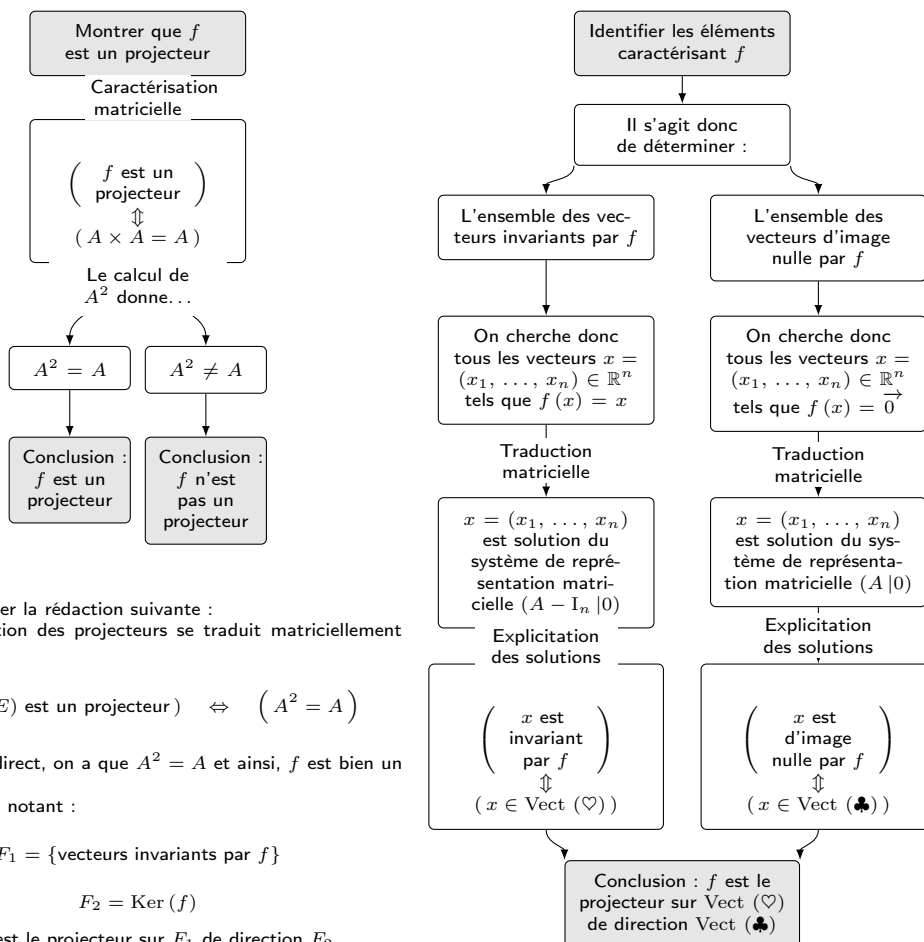 Montrer que f
est un projecteur
Caractérisation
matricielle
( f est un
projecteur )
⇕
( A × A = A )
Le calcul de
A² donne…
A² = A
A² ≠ A
Conclusion :
f est un
projecteur
Conclusion :
f n'est
pas un
projecteur
er la rédaction suivante :
tion des projecteurs se traduit matriciellement
E) est un projecteur ) ⇔ ( A² = A )
direct, on a que A² = A et ainsi, f est bien un
notant :
F₁ = {vecteurs invariants par f}
F₂ = Ker (f)
est le projecteur sur F₁ de direction F₂
Identifier les éléments
caractérisant f
Il s'agit donc
de déterminer :
L'ensemble des vec-
teurs invariants par f
On cherche donc
tous les vecteurs x =
(x₁, … , xₙ) ∈ ℝⁿ
tels que f (x) = x
Traduction
matricielle
x = (x₁, … , xₙ)
est solution du
système de repré-
sentation matri-
cielle (A − Iₙ |0)
Explicitation
des solutions
( x est
invariant
par f )
⇕
( x ∈ Vect (♡) )
L'ensemble des
vecteurs d'image
nulle par f
On cherche donc
tous les vecteurs x =
(x₁, … , xₙ) ∈ ℝⁿ
tels que f (x) = 0⃗
Traduction
matricielle
x = (x₁, … , xₙ)
est solution du sys-
tème de représenta-
tion matricielle (A |0)
Explicitation
des solutions
( x est
d'image
nulle par f )
⇕
( x ∈ Vect (♣) )
Conclusion : f est le
projecteur sur Vect (♡)
de direction Vect (♣)